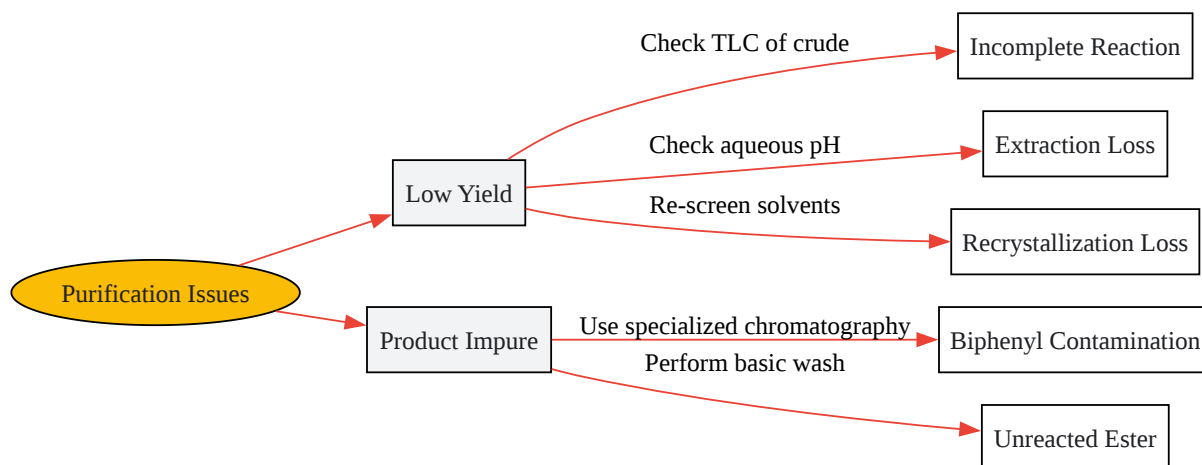 Check TLC of crude
Incomplete Reaction
Check aqueous pH
Extraction Loss
Low Yield
Re-screen solvents
Recrystallization Loss
Purification Issues
Use specialized chromatography
Product Impure
Biphenyl Contamination
Perform basic wash
Unreacted Ester